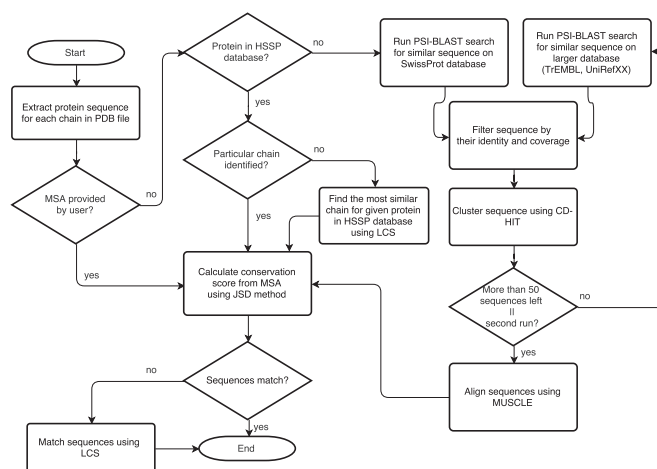 Start
Extract protein sequence
for each chain in PDB file
MSA provided
by user?
no
yes
Protein in HSSP
database?
no
yes
Particular chain
identified?
no
yes
Find the most similar
chain for given protein
in HSSP database
using LCS
Calculate conservation
score from MSA
using JSD method
Sequences match?
no
yes
Match sequences using
LCS
End
Run PSI-BLAST search
for similar sequence on
SwissProt database
Run PSI-BLAST search
for similar sequence on
larger database
(TrEMBL, UniRefXX)
Filter sequence by
their identity and coverage
Cluster sequence using CD-
HIT
More than 50
sequences left
II
second run?
no
yes
Align sequences using
MUSCLE